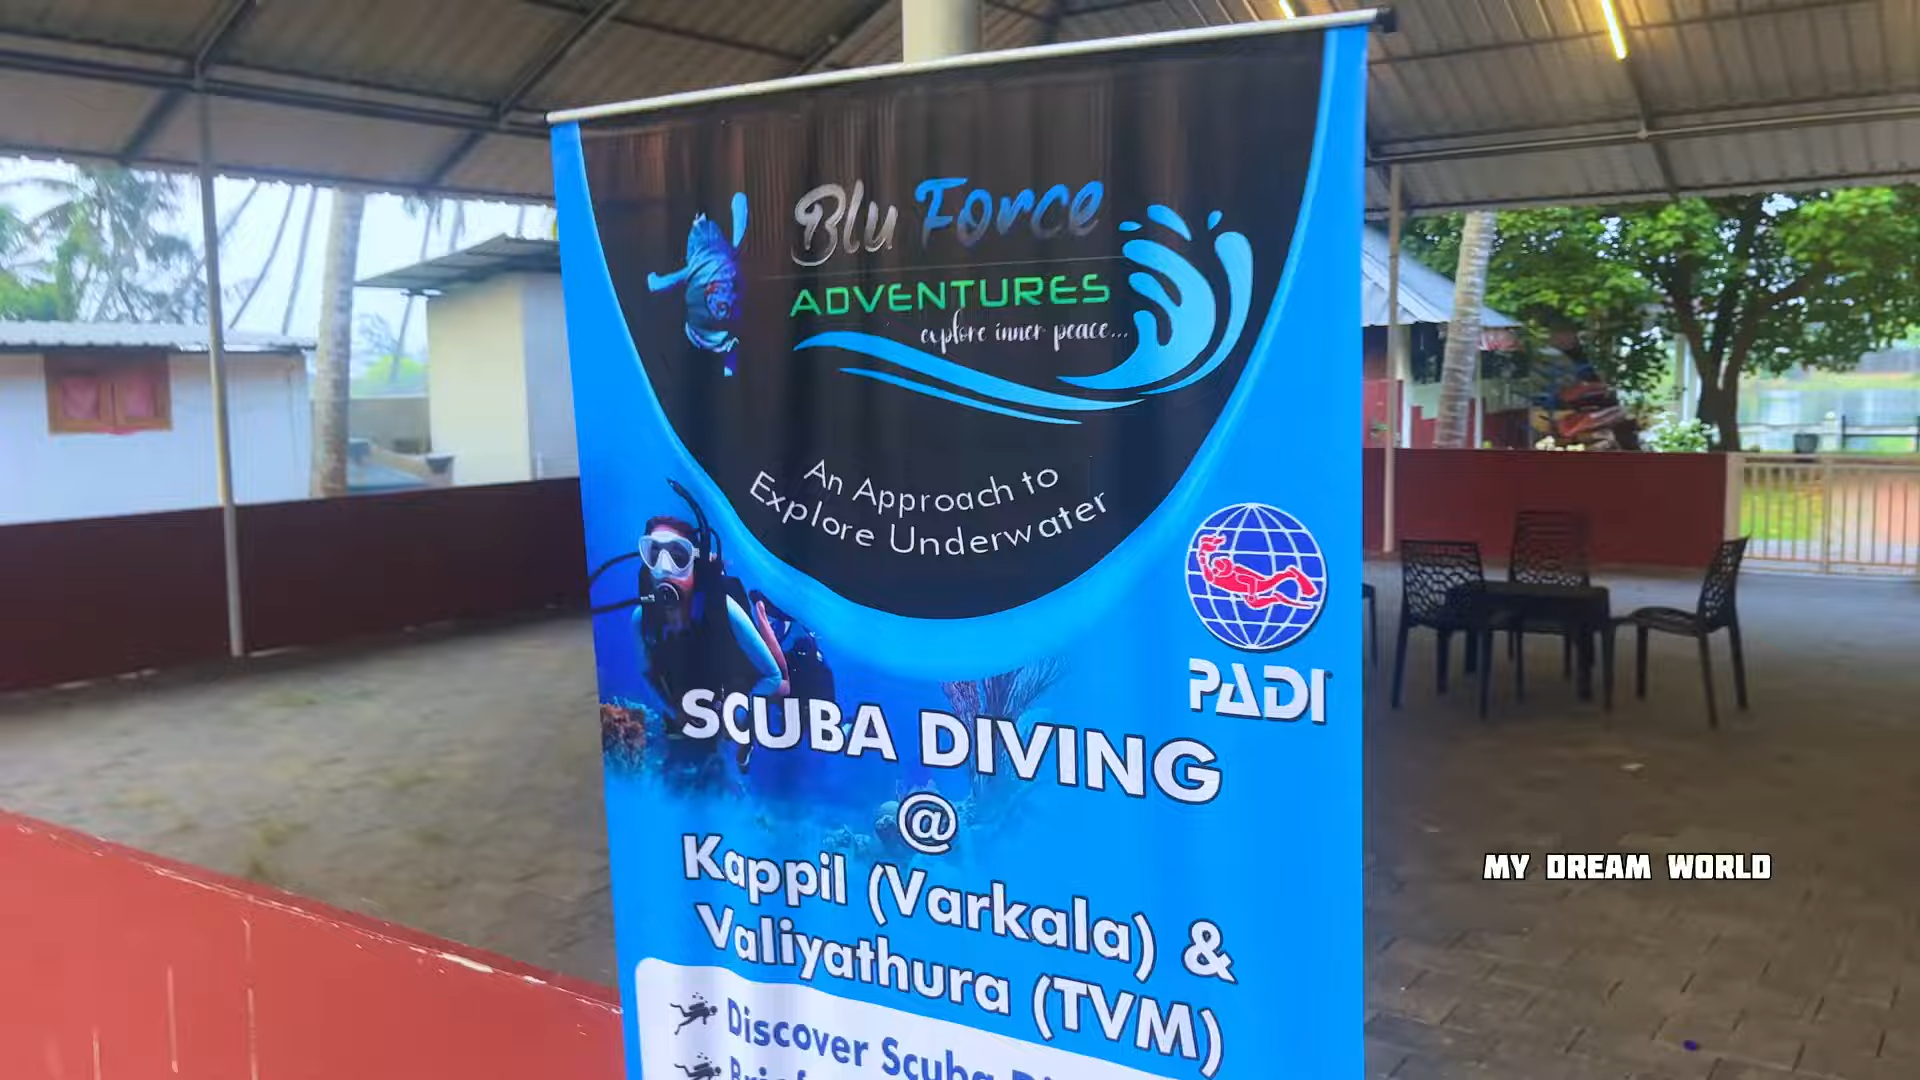 Blu Force
ADVENTURES
explore inner peace...
An Approach to
Explore Underwater
PADI
SCUBA DIVING
@
Kappil (Varkala) &
Valiyathura (TVM)
Discover Scuba
MY DREAM WORLD